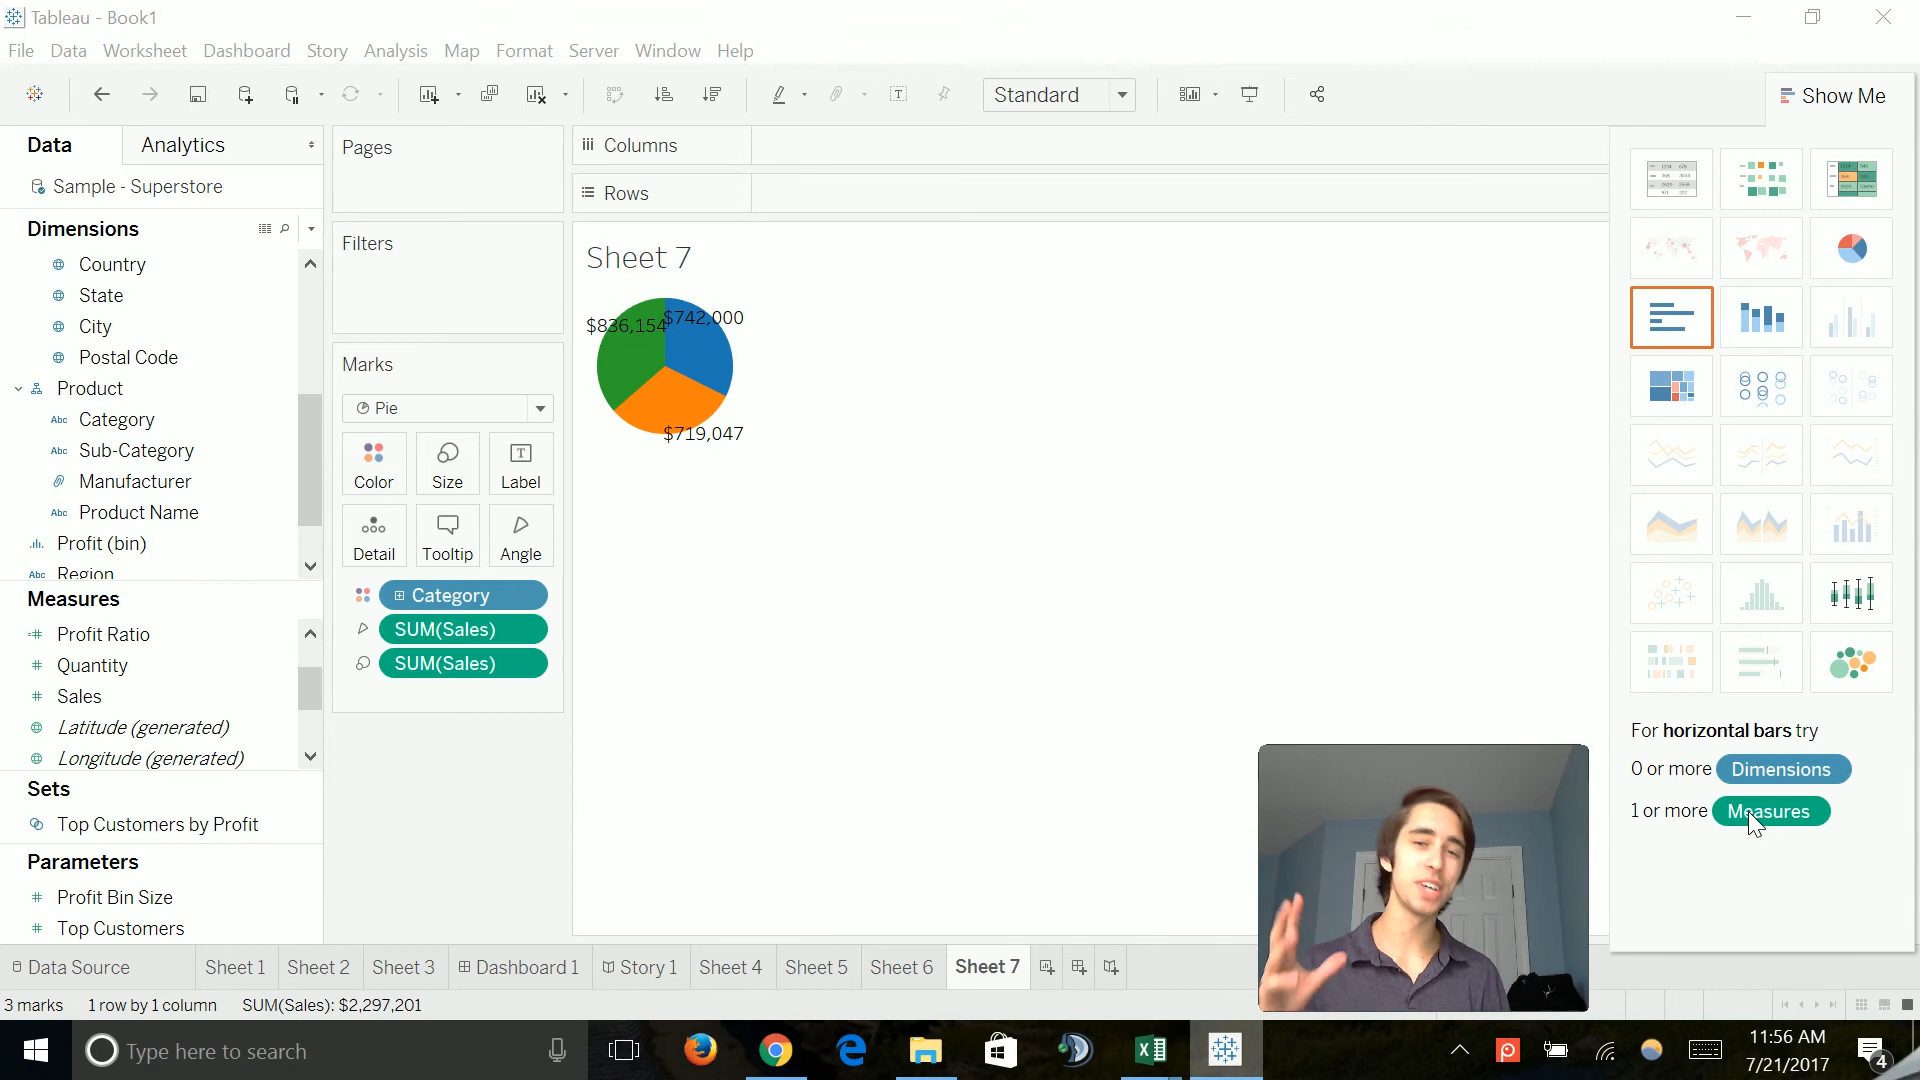 Tableau - Book1
File Data Worksheet Dashboard Story Analysis Map Format Server Window Help
Standard
Show Me
Data Analytics
Sample - Superstore
Dimensions
Country
State
City
Postal Code
Product
Abc Category
Abc Sub-Category
Manufacturer
Abc Product Name
Profit (bin)
Abc Region
Measures
Profit Ratio
Quantity
Sales
Latitude (generated)
Longitude (generated)
Sets
Top Customers by Profit
Parameters
Profit Bin Size
Top Customers
Pages
Filters
Marks
Pie
Color Size Label
Detail Tooltip Angle
Category
SUM(Sales)
SUM(Sales)
Columns
Rows
Sheet 7
$836,154 $742,000
$719,047
For horizontal bars try
0 or more Dimensions
1 or more Measures
Data Source Sheet 1 Sheet 2 Sheet 3 Dashboard 1 Story 1 Sheet 4 Sheet 5 Sheet 6 Sheet 7
3 marks 1 row by 1 column SUM(Sales): $2,297,201
Type here to search
11:56 AM
7/21/2017
4